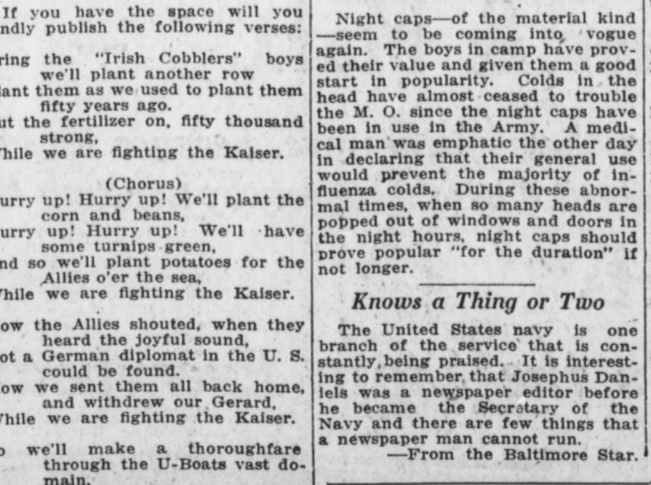 If you have the space will you
ndly publish the following verses:
ring the "Irish Cobblers" boys
we'll plant another row
lant them as we used to plant them
fifty years ago.
ut the fertilizer on, fifty thousand
strong,
While we are fighting the Kaiser.
(Chorus)
urry up! Hurry up! We'll plant the
corn and beans,
urry up! Hurry up! We'll have
some turnips green,
nd so we'll plant potatoes for the
Allies o'er the sea,
While we are fighting the Kaiser.
ow the Allies shouted, when they
heard the joyful sound,
ot a German diplomat in the U. S.
could be found.
ow we sent them all back home,
and withdrew our Gerard,
While we are fighting the Kaiser.
o we'll make a thoroughfare
through the U-Boats vast do-
main.
Night caps—of the material kind
—seem to be coming into vogue
again. The boys in camp have prov-
ed their value and given them a good
start in popularity. Colds in the
head have almost ceased to trouble
the M. O. since the night caps have
been in use in the Army. A medi-
cal man was emphatic the other day
in declaring that their general use
would prevent the majority of in-
fluenza colds. During these abnor-
mal times, when so many heads are
popped out of windows and doors in
the night hours, night caps should
prove popular "for the duration" if
not longer.
Knows a Thing or Two
The United States navy is one
branch of the service that is con-
stantly being praised. It is interest-
ing to remember that Josephus Dan-
iels was a newspaper editor before
he became the Secretary of the
Navy and there are few things that
a newspaper man cannot run.
—From the Baltimore Star.